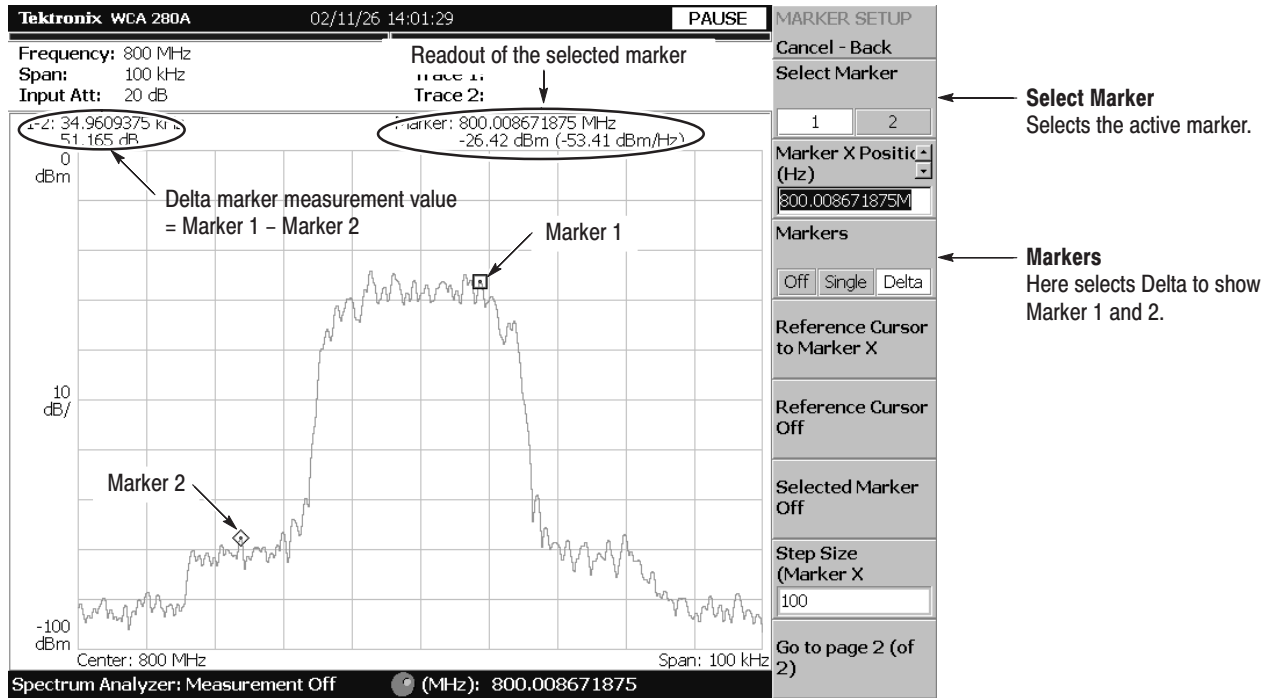 Tektronix WCA 280A 02/11/26 14:01:29 PAUSE
Frequency: 800 MHz
Span: 100 kHz
Input Att: 20 dB
Readout of the selected marker
Trace 1:
Trace 2:
1-2: 34.9609375 kHz
51.165 dB
Marker: 800.008671875 MHz
-26.42 dBm (-53.41 dBm/Hz)
0
dBm
Delta marker measurement value
= Marker 1 − Marker 2
Marker 1
10
dB/
Marker 2
-100
dBm
Center: 800 MHz
Span: 100 kHz
Spectrum Analyzer: Measurement Off (MHz): 800.008671875
MARKER SETUP
Cancel - Back
Select Marker
1 2
Marker X Positic
(Hz)
800.008671875M
Markers
Off Single Delta
Reference Cursor
to Marker X
Reference Cursor
Off
Selected Marker
Off
Step Size
(Marker X
100
Go to page 2 (of
2)
Select Marker
Selects the active marker.
Markers
Here selects Delta to show
Marker 1 and 2.